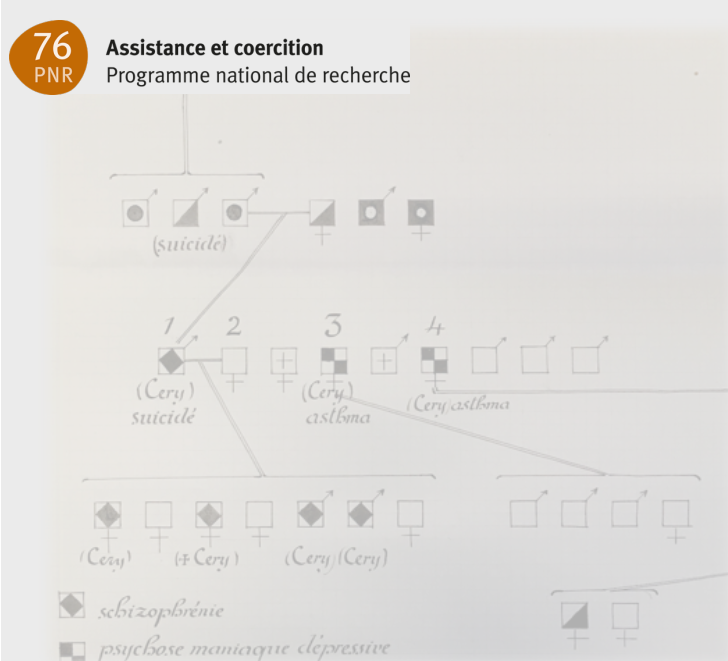 76
PNR
Assistance et coercition
Programme national de recherche
(suicidé)
1 2 3 4
(Cery) (Cery) (Cery) asthma
suicidé asthma
(Cery) (+ Cery) (Cery) (Cery)
schizophrénie
psychose maniaque dépressive